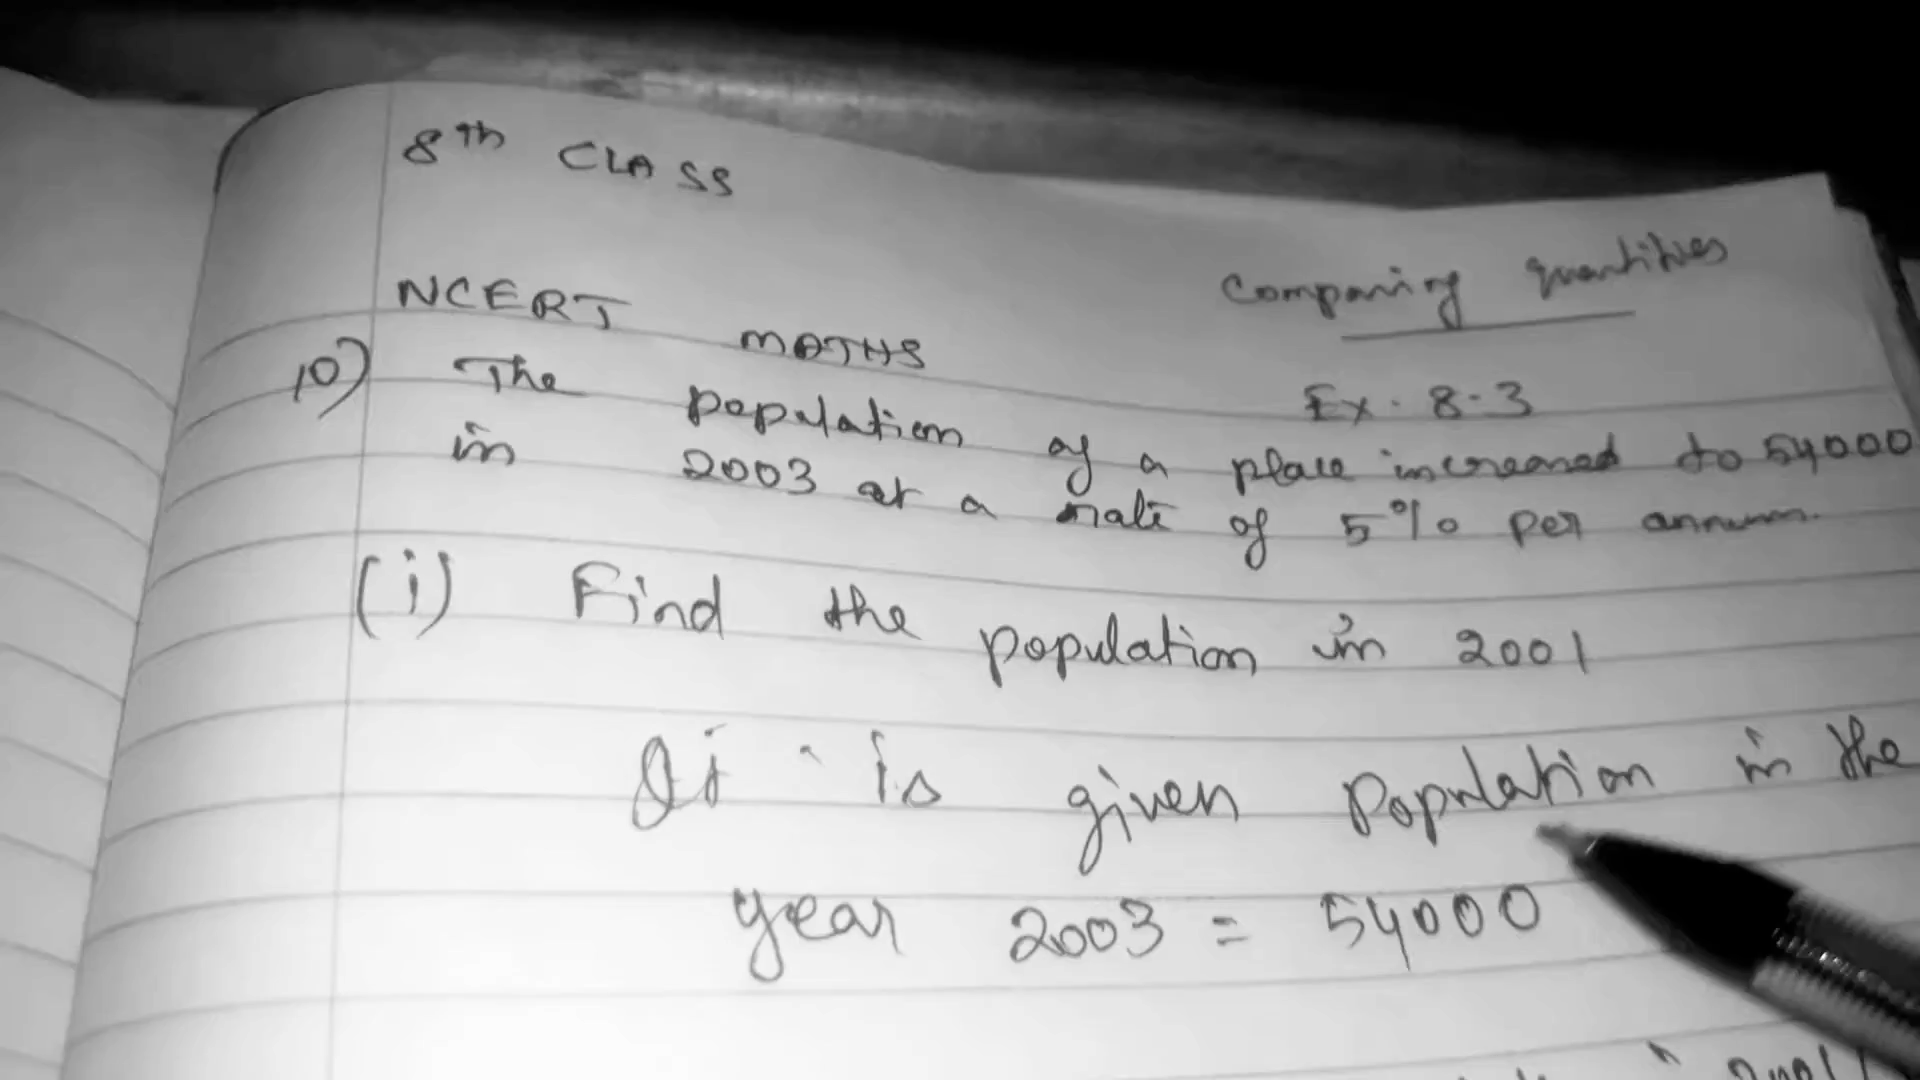 8th CLASS
Comparing quantities
NCERT MATHS
Ex. 8.3
10) The population of a place increased to 54000
in 2003 at a rate of 5% per annum.
(i) Find the population in 2001
It is given Population in the
year 2003 = 54000